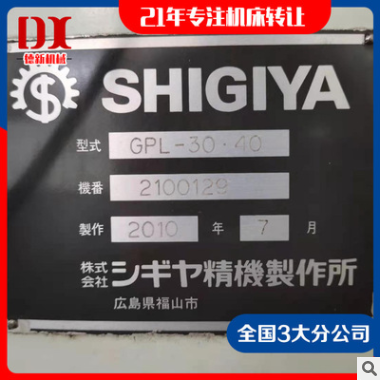 DX
德新机械
21年专注机床转让
SHIGIYA
型式 GPL-30・40
機番 2100129
製作 2010 年 7 月
株式会社 シギヤ精機製作所
広島県福山市
全国3大分公司